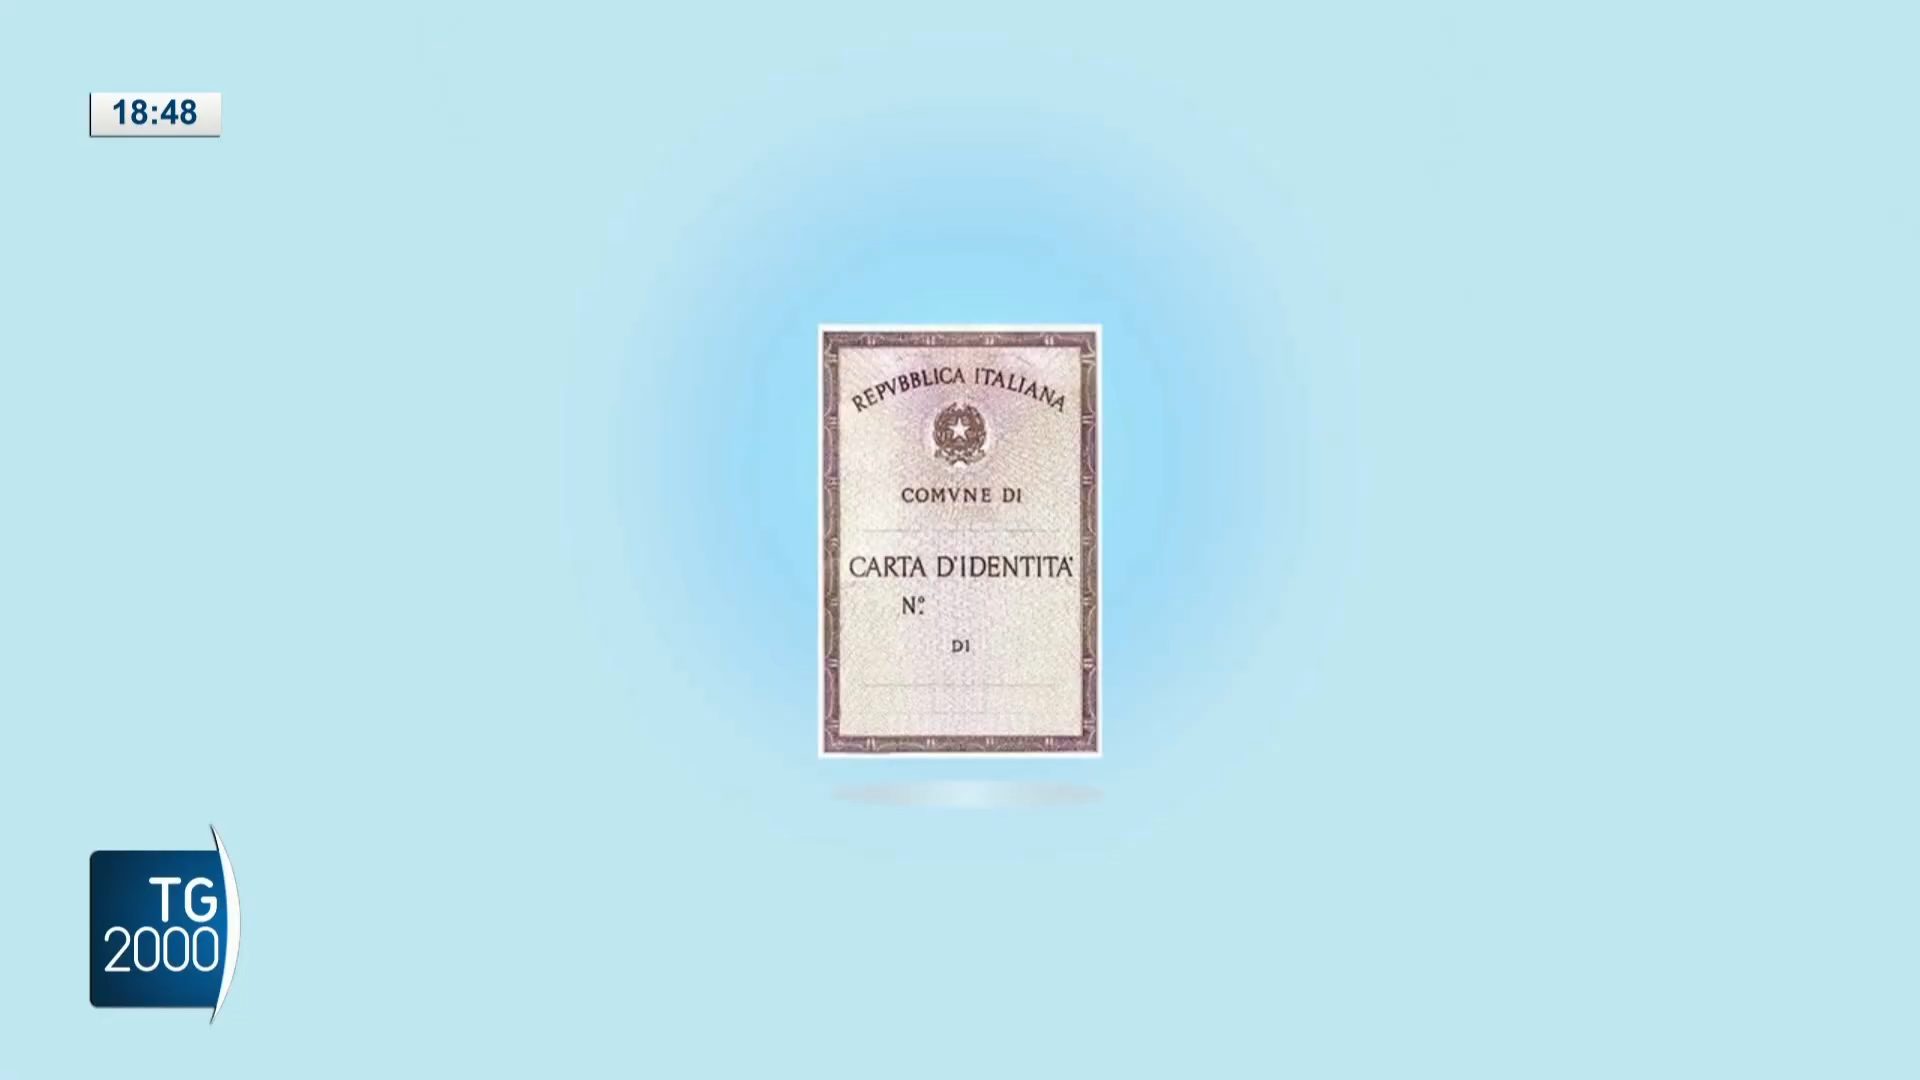 18:48
REPVBBLICA ITALIANA
COMVNE DI
CARTA D'IDENTITA'
N.º
DI
TG
2000